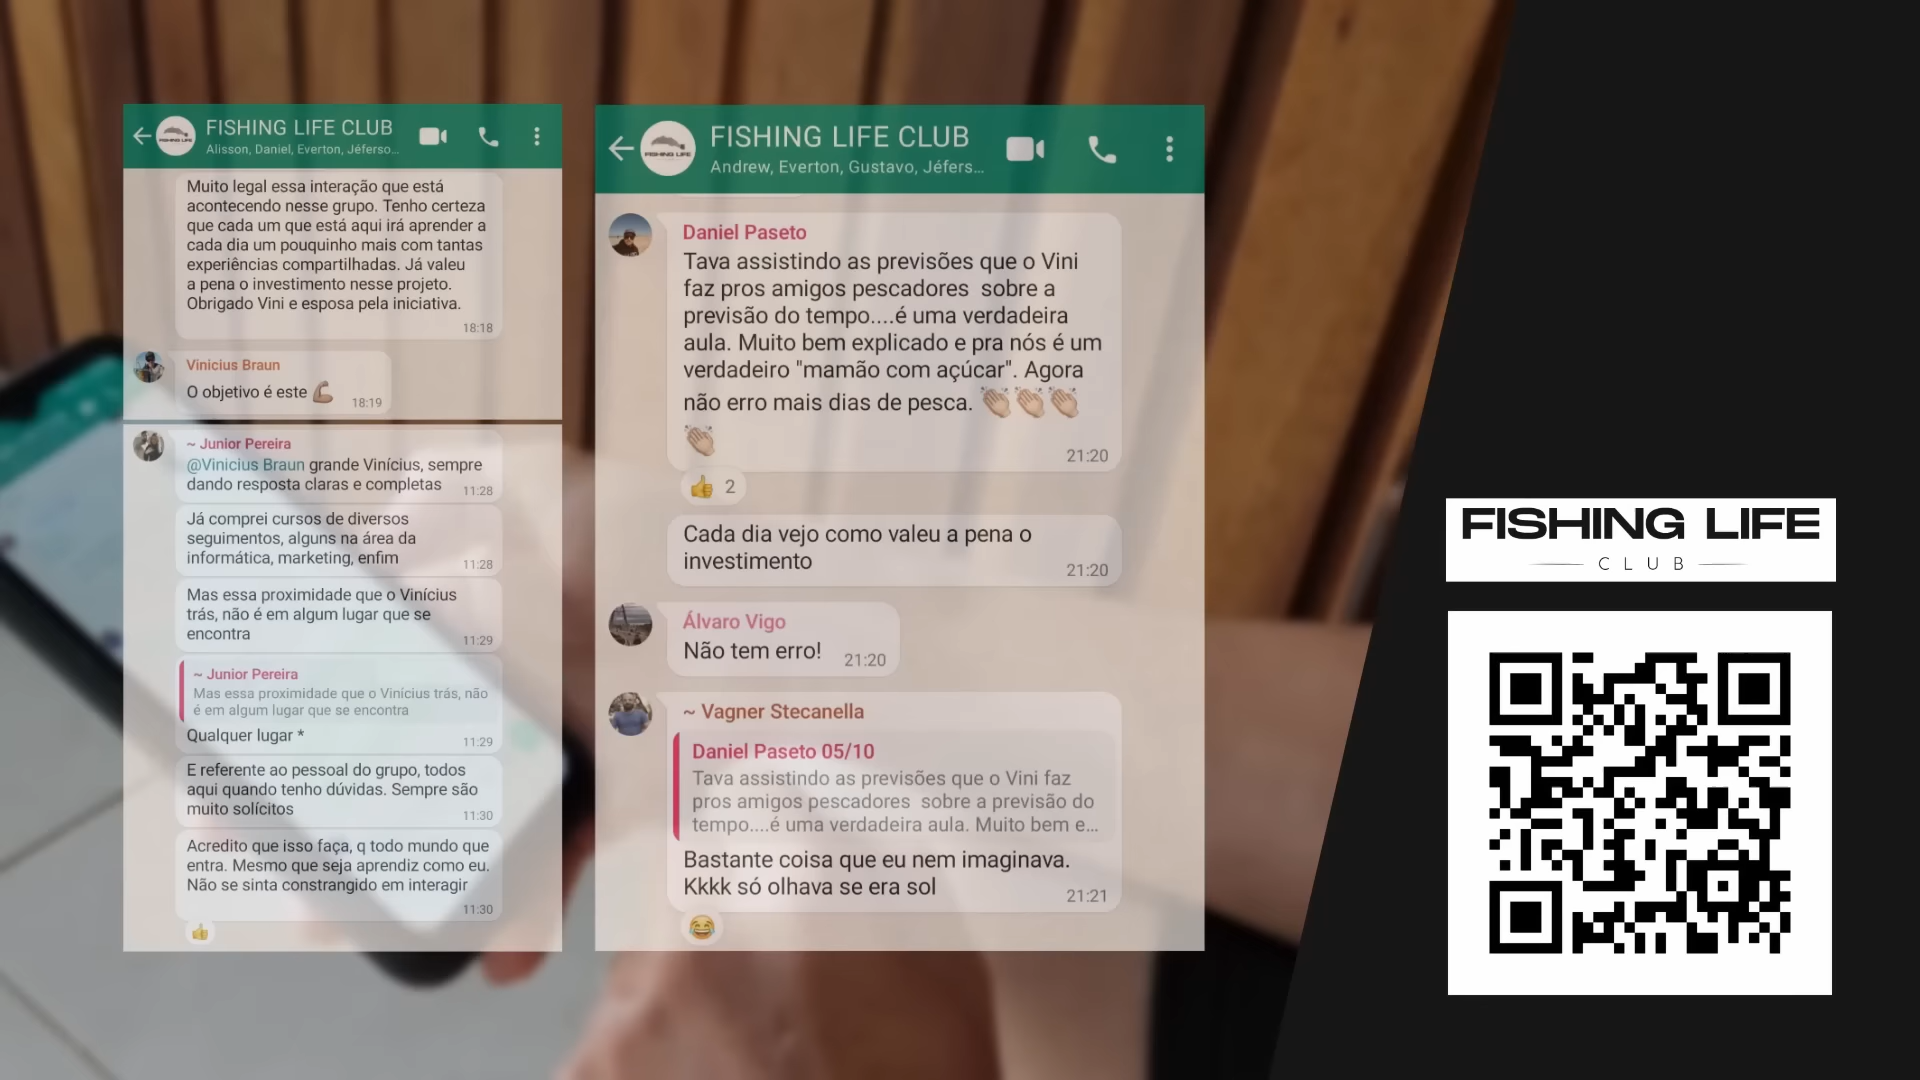 FISHING LIFE CLUB
Alisson, Daniel, Everton, Jéferso...
Muito legal essa interação que está
acontecendo nesse grupo. Tenho certeza
que cada um que está aqui irá aprender a
cada dia um pouquinho mais com tantas
experiências compartilhadas. Já valeu
a pena o investimento nesse projeto.
Obrigado Vini e esposa pela iniciativa.
18:18
Vinicius Braun
O objetivo é este 💪🏼
18:19
~ Junior Pereira
@Vinicius Braun grande Vinícius, sempre
dando resposta claras e completas
11:28
Já comprei cursos de diversos
seguimentos, alguns na área da
informática, marketing, enfim
11:28
Mas essa proximidade que o Vinícius
trás, não é em algum lugar que se
encontra
11:29
~ Junior Pereira
Mas essa proximidade que o Vinícius trás, não
é em algum lugar que se encontra
Qualquer lugar *
11:29
E referente ao pessoal do grupo, todos
aqui quando tenho dúvidas. Sempre são
muito solícitos
11:30
Acredito que isso faça, q todo mundo que
entra. Mesmo que seja aprendiz como eu.
Não se sinta constrangido em interagir
11:30
👍
FISHING LIFE CLUB
Andrew, Everton, Gustavo, Jéfers...
Daniel Paseto
Tava assistindo as previsões que o Vini
faz pros amigos pescadores  sobre a
previsão do tempo....é uma verdadeira
aula. Muito bem explicado e pra nós é um
verdadeiro "mamão com açúcar". Agora
não erro mais dias de pesca. 👏🏼👏🏼👏🏼
👏🏼
21:20
👍 2
Cada dia vejo como valeu a pena o
investimento
21:20
Álvaro Vigo
Não tem erro!
21:20
~ Vagner Stecanella
Daniel Paseto 05/10
Tava assistindo as previsões que o Vini faz
pros amigos pescadores  sobre a previsão do
tempo....é uma verdadeira aula. Muito bem e...
Bastante coisa que eu nem imaginava.
Kkkk só olhava se era sol
21:21
😂
FISHING LIFE
CLUB